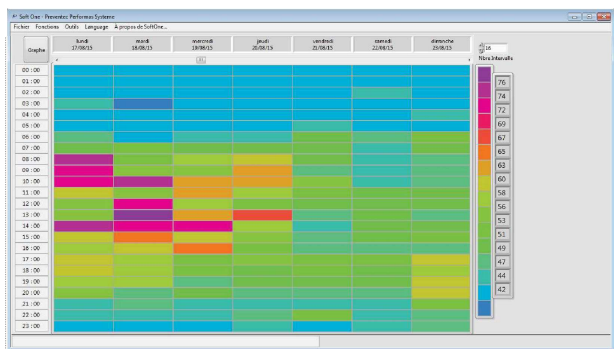 Soft One - Preventec Performax Systeme
Fichier Fonctions Outils Language A propos de SoftOne...
Graphe
lundi mardi mercredi jeudi vendredi samedi dimanche
17/08/15 18/08/15 19/08/15 20/08/15 21/08/15 22/08/15 23/08/15
16
Nbre.Intervalls
00 : 00
01 : 00
02 : 00
03 : 00
04 : 00
05 : 00
06 : 00
07 : 00
08 : 00
09 : 00
10 : 00
11 : 00
12 : 00
13 : 00
14 : 00
15 : 00
16 : 00
17 : 00
18 : 00
19 : 00
20 : 00
21 : 00
22 : 00
23 : 00
76
74
72
69
67
65
63
60
58
56
53
51
49
47
44
42